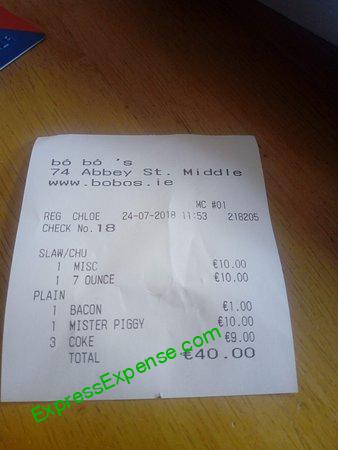 bó bó 's
74 Abbey St. Middle
www.bobos.ie
MC #01
REG CHLOE 24-07-2018 11:53 218205
CHECK No.18
SLAW/CHU
1 MISC €10.00
1 7 OUNCE €10.00
PLAIN
1 BACON €1.00
1 MISTER PIGGY €10.00
3 COKE €9.00
TOTAL €40.00
ExpressExpense.com